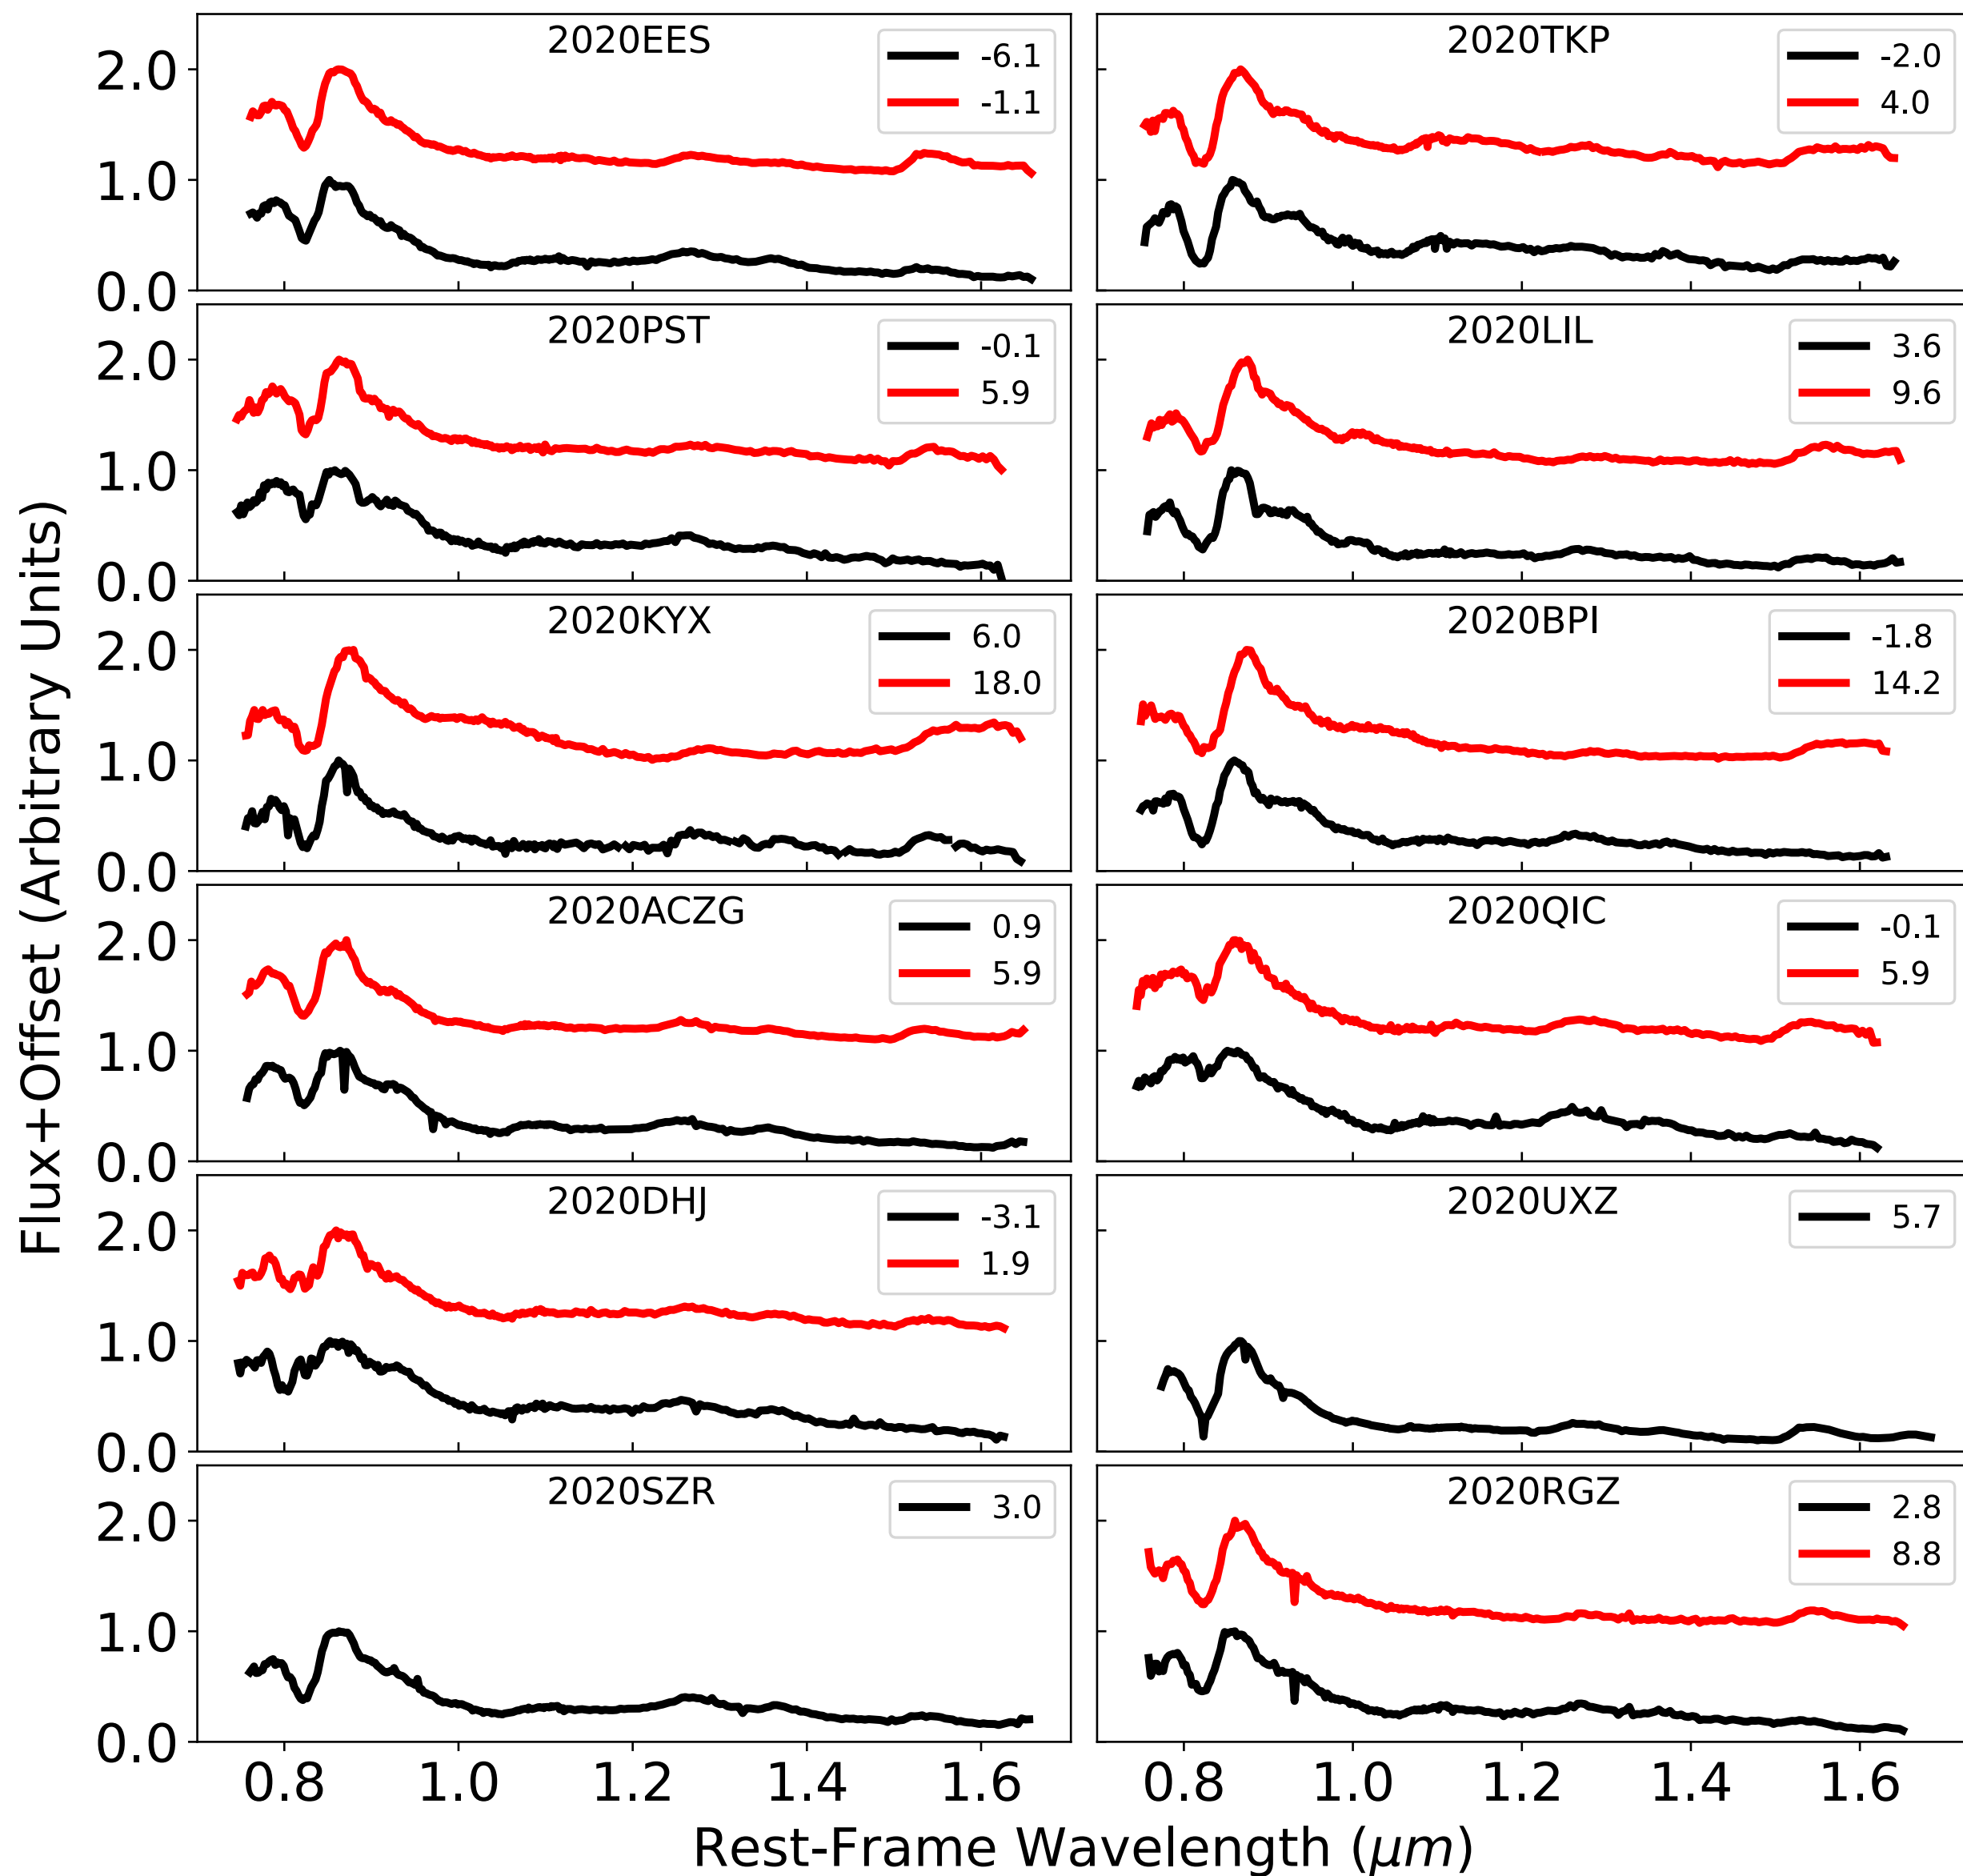 Flux+Offset (Arbitrary Units)
2020EES
-6.1
-1.1
2.0
1.0
0.0
2020TKP
-2.0
4.0
2020PST
-0.1
5.9
2.0
1.0
0.0
2020LIL
3.6
9.6
2020KYX
6.0
18.0
2.0
1.0
0.0
2020BPI
-1.8
14.2
2020ACZG
0.9
5.9
2.0
1.0
0.0
2020QIC
-0.1
5.9
2020DHJ
-3.1
1.9
2.0
1.0
0.0
2020UXZ
5.7
2020SZR
3.0
2.0
1.0
0.0
2020RGZ
2.8
8.8
0.8 1.0 1.2 1.4 1.6
0.8 1.0 1.2 1.4 1.6
Rest-Frame Wavelength (μm)